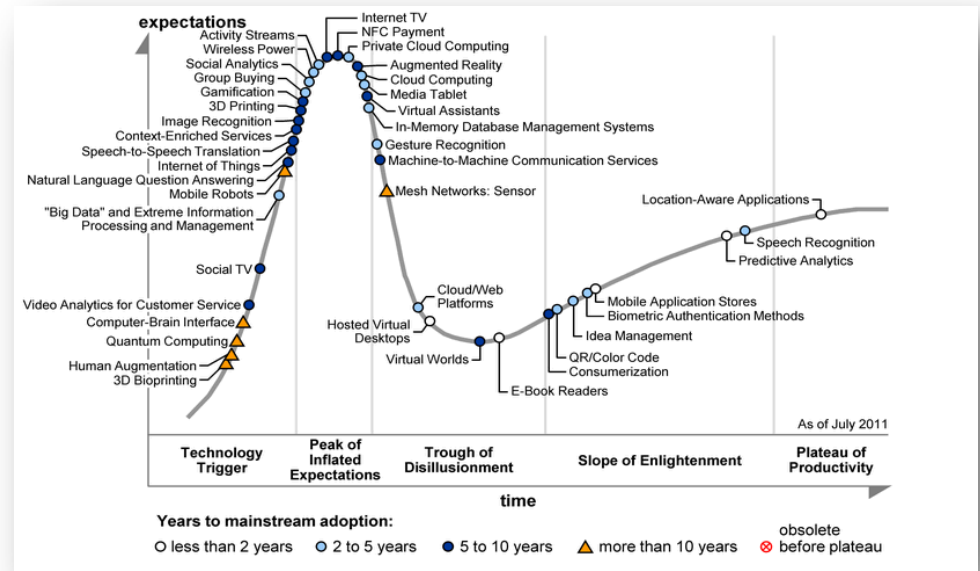 expectations
Activity Streams
Wireless Power
Social Analytics
Group Buying
Gamification
3D Printing
Image Recognition
Context-Enriched Services
Speech-to-Speech Translation
Internet of Things
Natural Language Question Answering
Mobile Robots
"Big Data" and Extreme Information
Processing and Management
Social TV
Video Analytics for Customer Service
Computer-Brain Interface
Quantum Computing
Human Augmentation
3D Bioprinting
Internet TV
NFC Payment
Private Cloud Computing
Augmented Reality
Cloud Computing
Media Tablet
Virtual Assistants
In-Memory Database Management Systems
Gesture Recognition
Machine-to-Machine Communication Services
Mesh Networks: Sensor
Cloud/Web
Platforms
Hosted Virtual
Desktops
Virtual Worlds
E-Book Readers
Location-Aware Applications
Speech Recognition
Predictive Analytics
Mobile Application Stores
Biometric Authentication Methods
Idea Management
QR/Color Code
Consumerization
As of July 2011
Technology
Trigger
Peak of
Inflated
Expectations
Trough of
Disillusionment
Slope of Enlightenment
Plateau of
Productivity
time
Years to mainstream adoption:
less than 2 years
2 to 5 years
5 to 10 years
more than 10 years
obsolete
before plateau